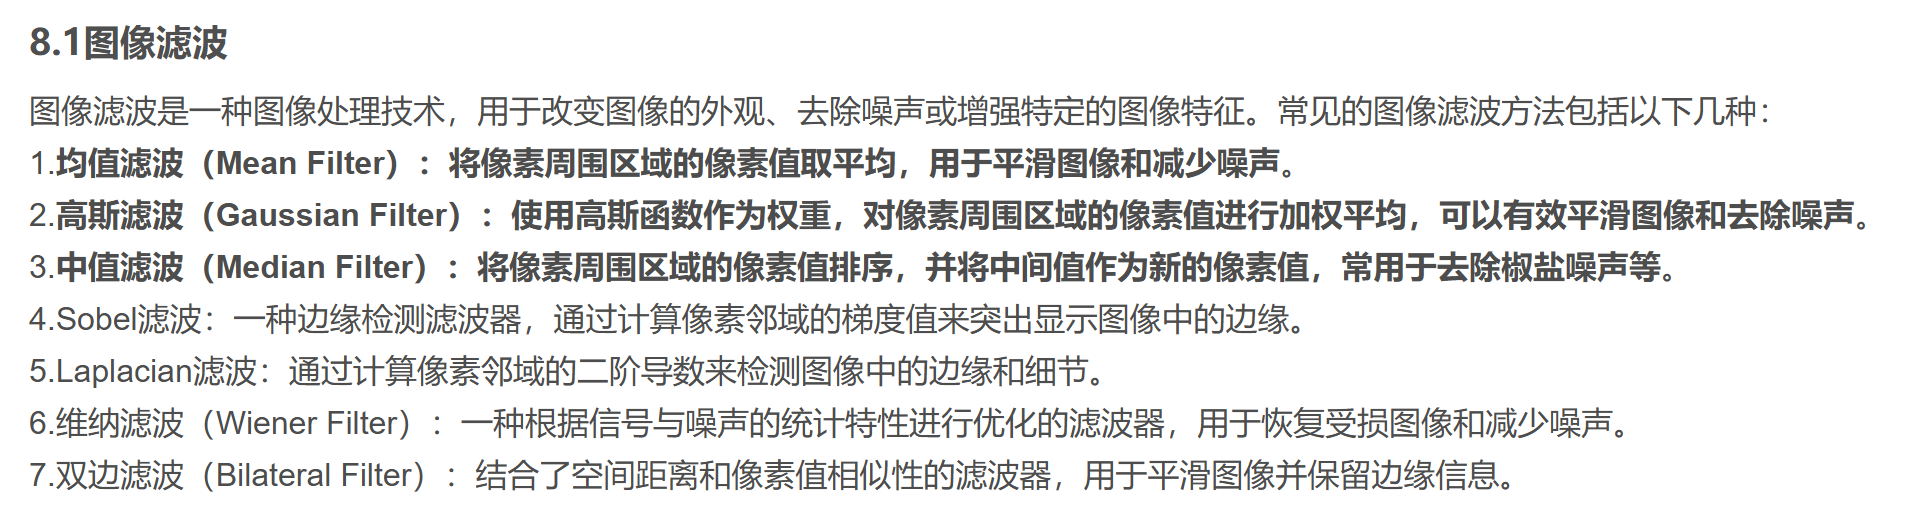 8.1图像滤波
图像滤波是一种图像处理技术，用于改变图像的外观、去除噪声或增强特定的图像特征。常见的图像滤波方法包括以下几种：
1.均值滤波（Mean Filter）：将像素周围区域的像素值取平均，用于平滑图像和减少噪声。
2.高斯滤波（Gaussian Filter）：使用高斯函数作为权重，对像素周围区域的像素值进行加权平均，可以有效平滑图像和去除噪声。
3.中值滤波（Median Filter）：将像素周围区域的像素值排序，并将中间值作为新的像素值，常用于去除椒盐噪声等。
4.Sobel滤波：一种边缘检测滤波器，通过计算像素邻域的梯度值来突出显示图像中的边缘。
5.Laplacian滤波：通过计算像素邻域的二阶导数来检测图像中的边缘和细节。
6.维纳滤波（Wiener Filter）：一种根据信号与噪声的统计特性进行优化的滤波器，用于恢复受损图像和减少噪声。
7.双边滤波（Bilateral Filter）：结合了空间距离和像素值相似性的滤波器，用于平滑图像并保留边缘信息。